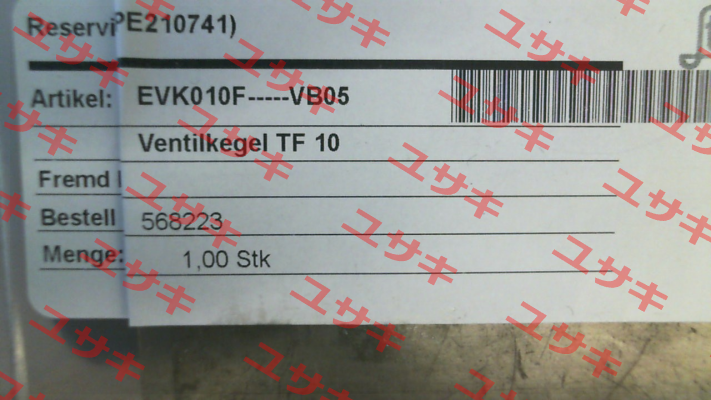 Reservi PE210741)
Artikel: EVK010F-----VB05
Ventilkegel TF 10
Fremd
Bestell 568223
Menge: 1,00 Stk
ユサキ